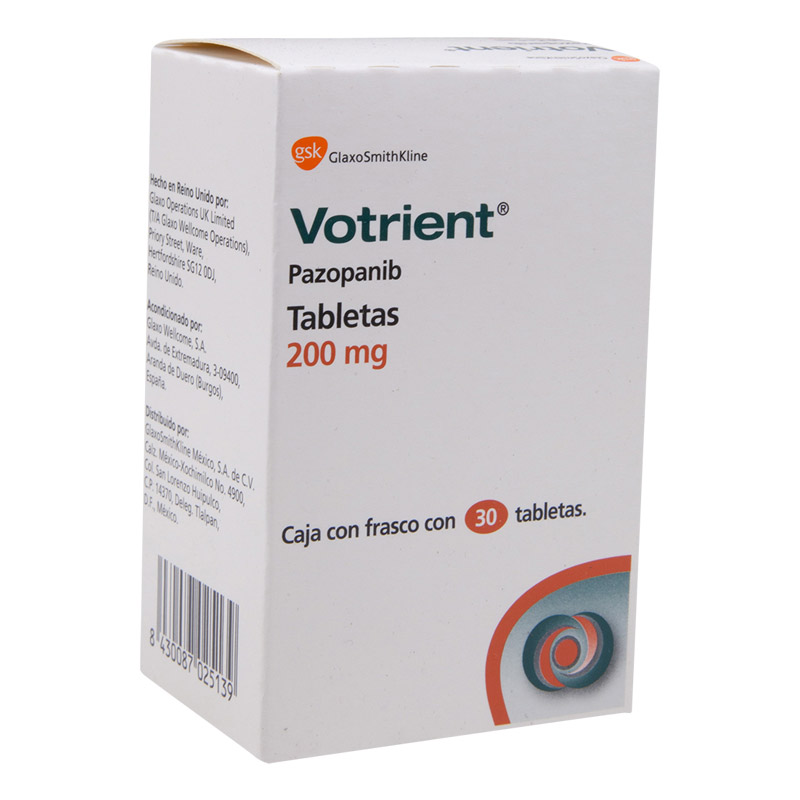 Votrient
GlaxoSmithKline
gsk GlaxoSmithKline
Votrient®
Pazopanib
Tabletas
200 mg
Caja con frasco con 30 tabletas.
Hecho en Reino Unido por:
Glaxo Operations UK Limited
(T/A Glaxo Wellcome Operations),
Priory Street, Ware,
Hertfordshire SG12 0DJ,
Reino Unido.
Acondicionado por:
Glaxo Wellcome, S.A.
Avda. de Extremadura, 3-09400,
Aranda de Duero (Burgos),
España.
Distribuido por:
GlaxoSmithKline México, S.A. de C.V.
Calz. México-Xochimilco No. 4900,
Col. San Lorenzo Huipulco,
C.P. 14370, Deleg. Tlalpan,
D.F., México.
8 430087 025139